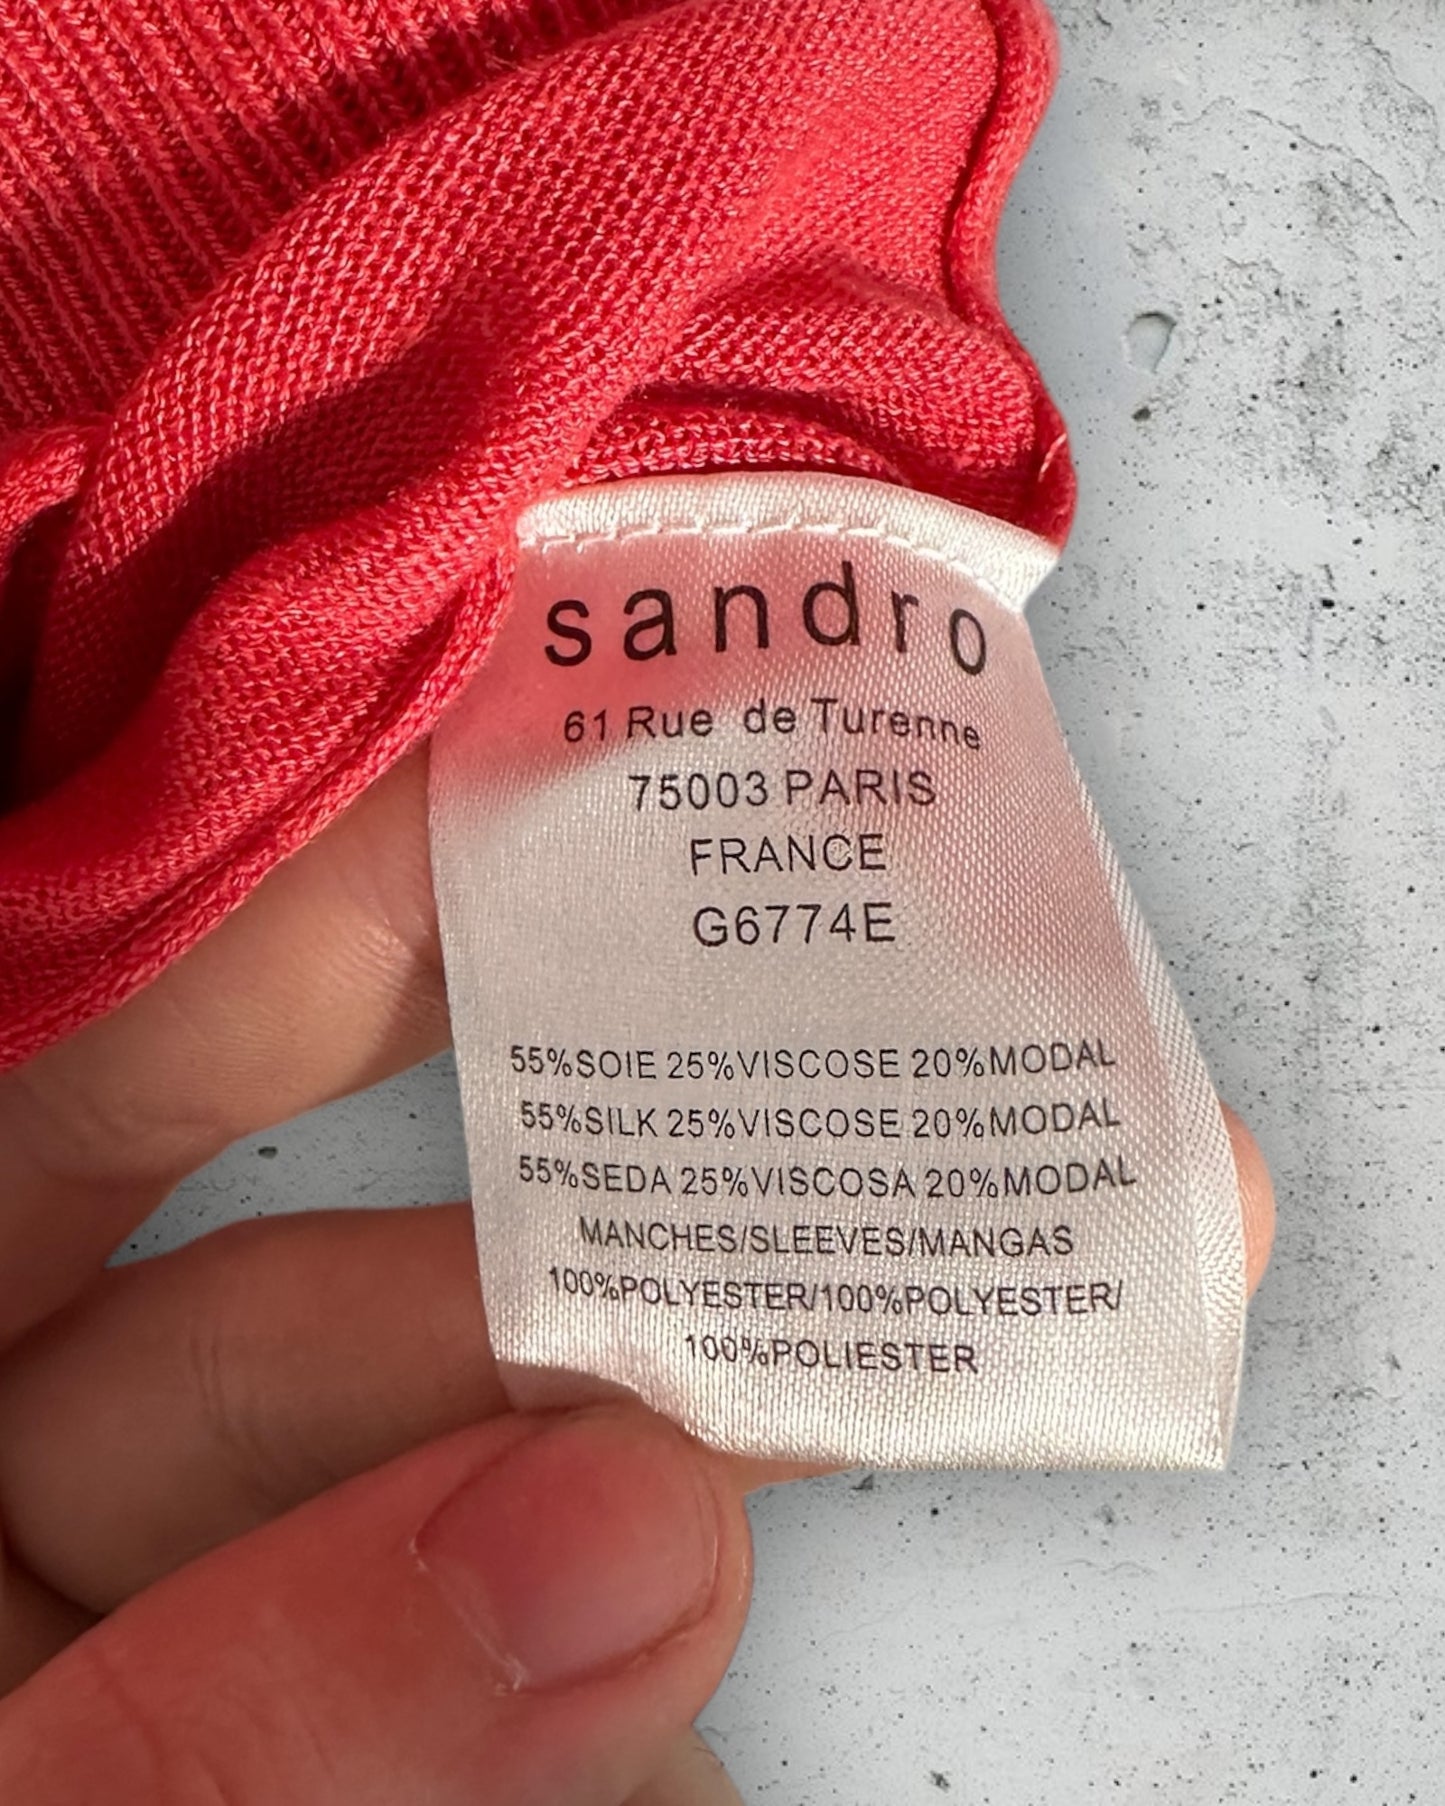 sandro
61 Rue de Turenne
75003 PARIS
FRANCE
G6774E
55%SOIE 25%VISCOSE 20%MODAL
55%SILK 25%VISCOSE 20%MODAL
55%SEDA 25%VISCOSA 20%MODAL
MANCHES/SLEEVES/MANGAS
100%POLYESTER/100%POLYESTER/
100%POLIESTER